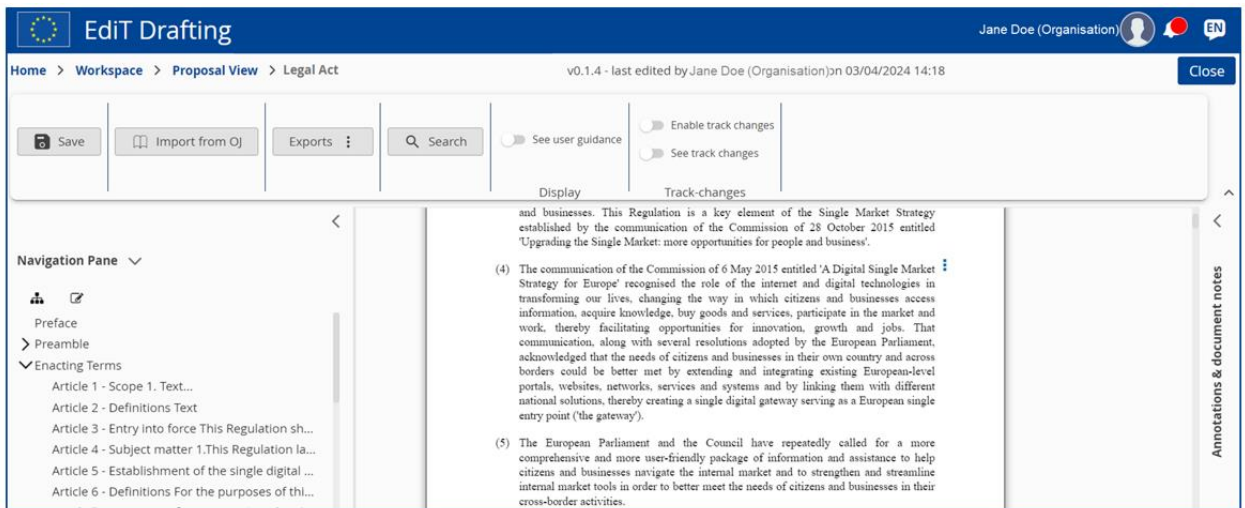 EdiT Drafting
Jane Doe (Organisation)
EN
Home > Workspace > Proposal View > Legal Act
v0.1.4 - last edited by Jane Doe (Organisation)on 03/04/2024 14:18
Close
Save
Import from OJ
Exports
Search
See user guidance
Display
Enable track changes
See track changes
Track-changes
Navigation Pane
Preface
Preamble
Enacting Terms
Article 1 - Scope 1. Text...
Article 2 - Definitions Text
Article 3 - Entry into force This Regulation sh...
Article 4 - Subject matter 1.This Regulation la...
Article 5 - Establishment of the single digital ...
Article 6 - Definitions For the purposes of thi...
and businesses. This Regulation is a key element of the Single Market Strategy
established by the communication of the Commission of 28 October 2015 entitled
'Upgrading the Single Market: more opportunities for people and business'.
(4) The communication of the Commission of 6 May 2015 entitled 'A Digital Single Market
Strategy for Europe' recognised the role of the internet and digital technologies in
transforming our lives, changing the way in which citizens and businesses access
information, acquire knowledge, buy goods and services, participate in the market and
work, thereby facilitating opportunities for innovation, growth and jobs. That
communication, along with several resolutions adopted by the European Parliament,
acknowledged that the needs of citizens and businesses in their own country and across
borders could be better met by extending and integrating existing European-level
portals, websites, networks, services and systems and by linking them with different
national solutions, thereby creating a single digital gateway serving as a European single
entry point ('the gateway').
(5) The European Parliament and the Council have repeatedly called for a more
comprehensive and more user-friendly package of information and assistance to help
citizens and businesses navigate the internal market and to strengthen and streamline
internal market tools in order to better meet the needs of citizens and businesses in their
cross-border activities.
Annotations & document notes